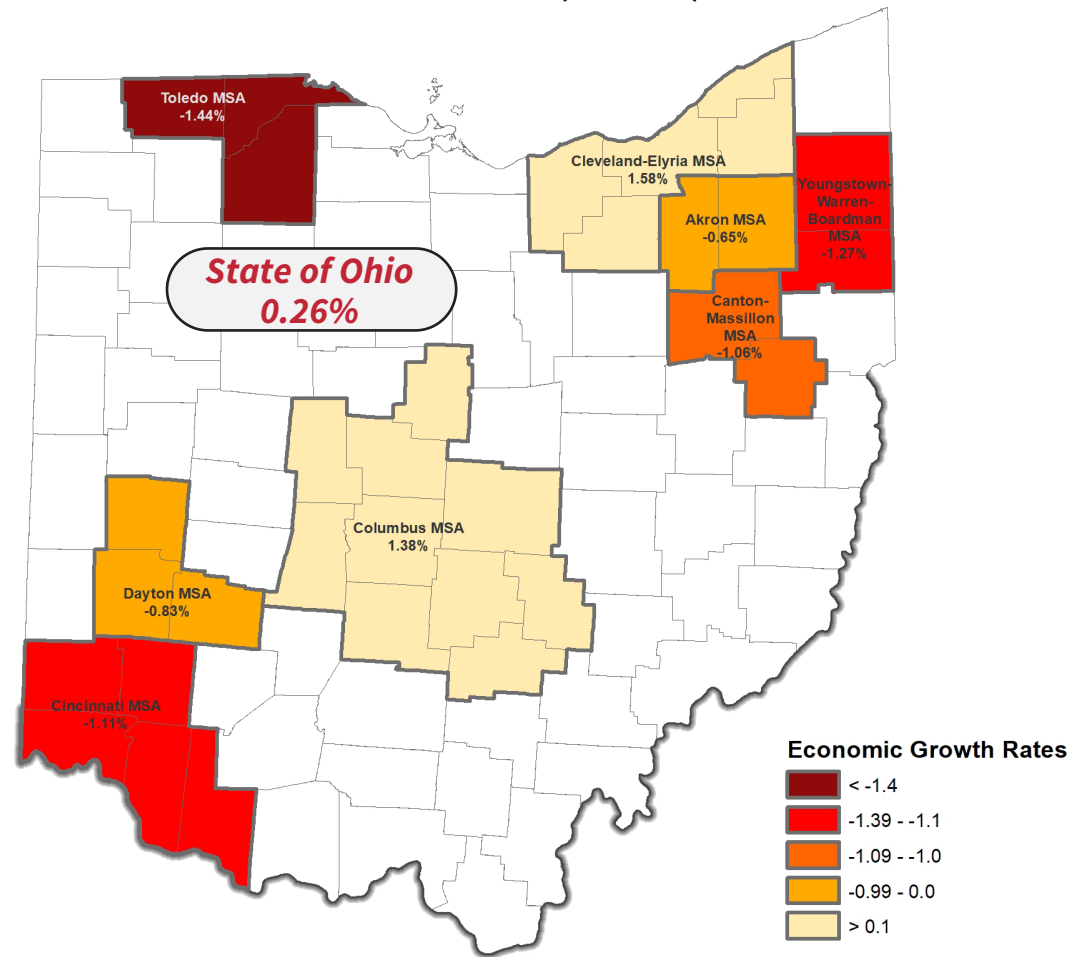 Toledo MSA
-1.44%
Cleveland-Elyria MSA
1.58%
Youngstown-
Warren-
Boardman
MSA
-1.27%
Akron MSA
-0.65%
State of Ohio
0.26%
Canton-
Massillon
MSA
-1.06%
Columbus MSA
1.38%
Dayton MSA
-0.83%
Cincinnati MSA
-1.11%
Economic Growth Rates
< -1.4
-1.39 - -1.1
-1.09 - -1.0
-0.99 - 0.0
> 0.1